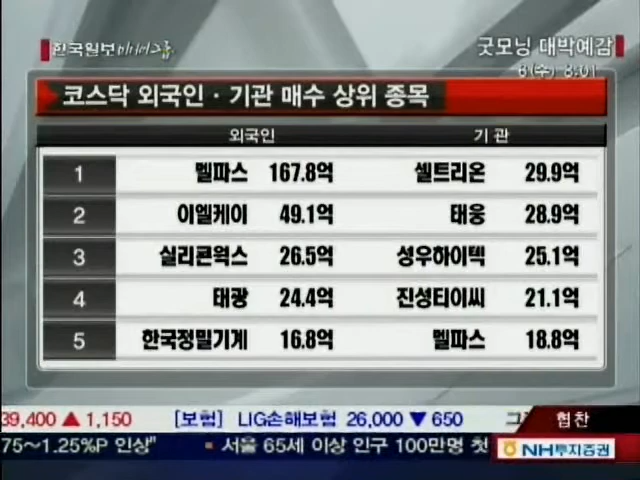 한국일보 굿모닝 대박예감
6(수) 8:01
코스닥 외국인·기관 매수 상위 종목
외국인 기관
1 멜파스 167.8억 셀트리온 29.9억
2 이엘케이 49.1억 태웅 28.9억
3 실리콘웍스 26.5억 성우하이텍 25.1억
4 태광 24.4억 진성티이씨 21.1억
5 한국정밀기계 16.8억 멜파스 18.8억
39,400 ▲ 1,150 [보험] LIG손해보험 26,000 ▼ 650 협찬
75~1.25%P 인상" ▪ 서울 65세 이상 인구 100만명 첫 NH투자증권